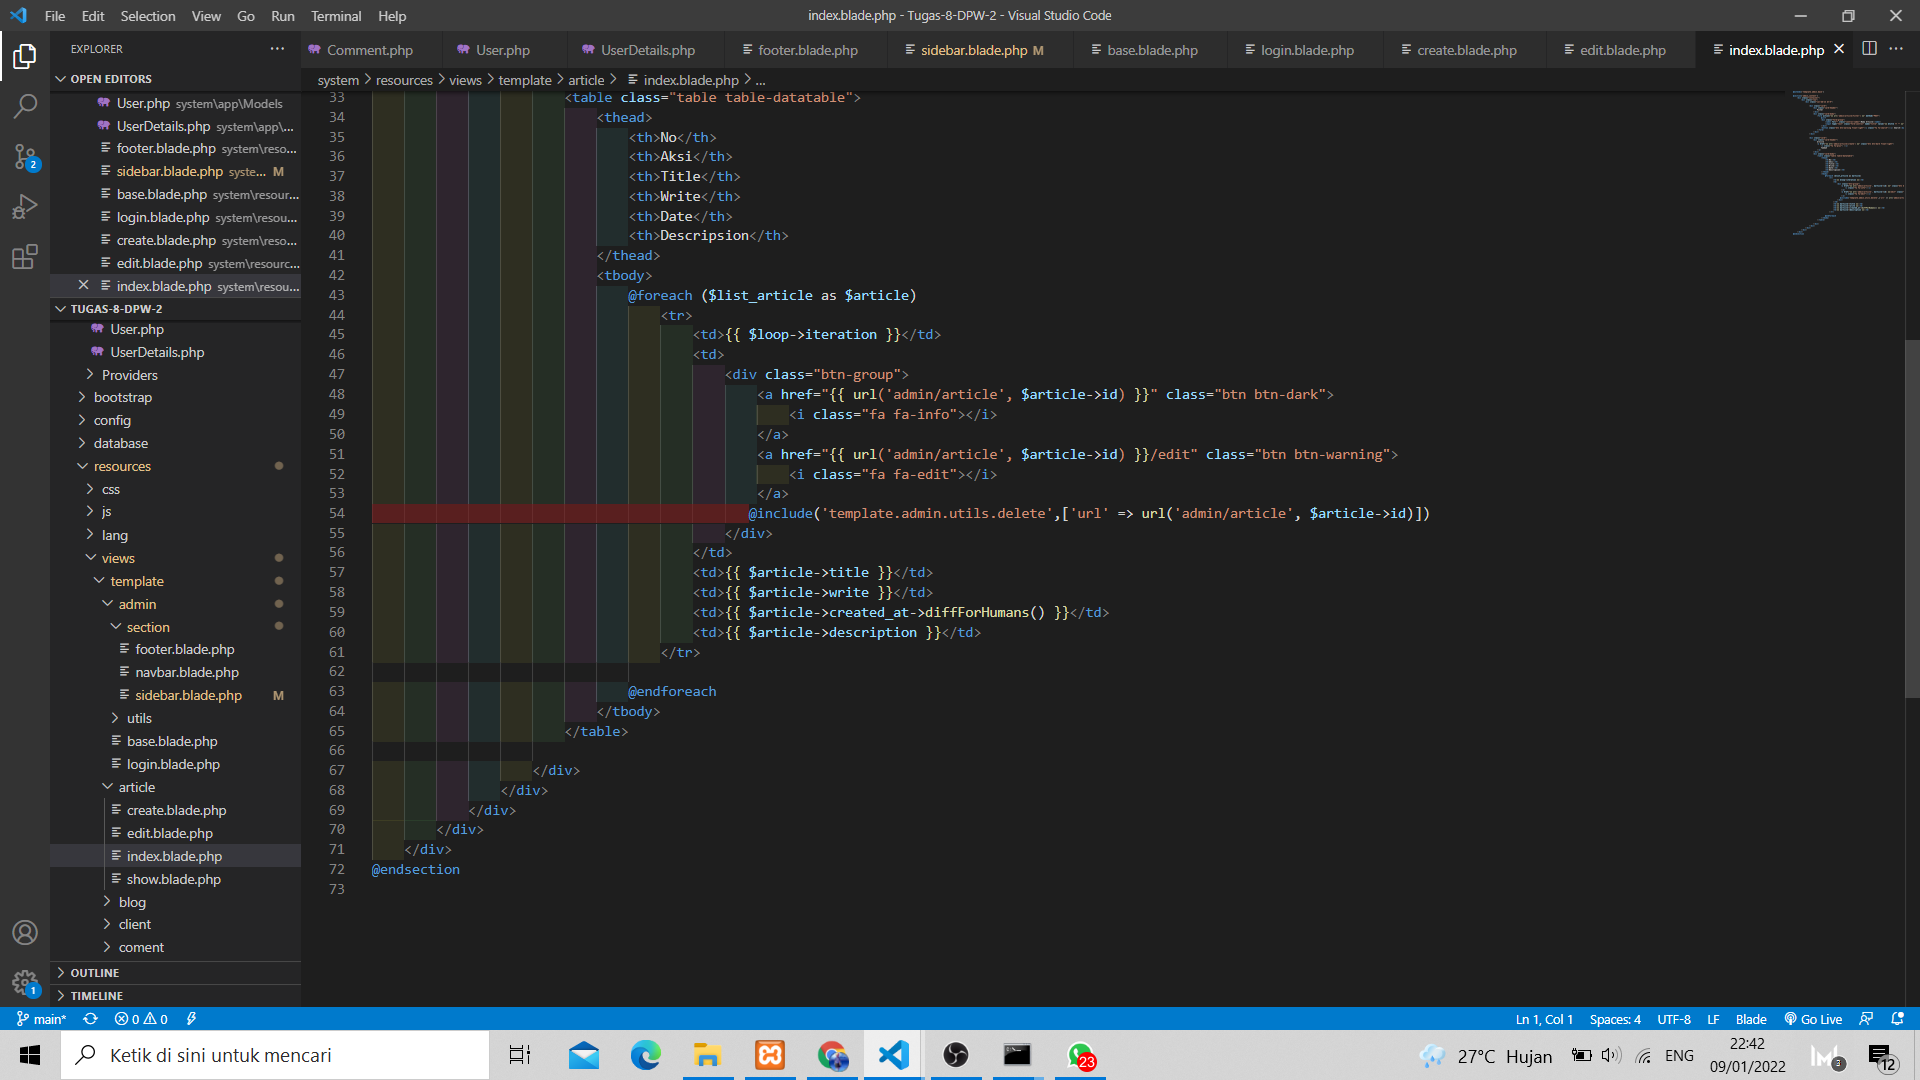 File Edit Selection View Go Run Terminal Help
index.blade.php - Tugas-8-DPW-2 - Visual Studio Code
EXPLORER
Comment.php User.php UserDetails.php footer.blade.php sidebar.blade.php M base.blade.php login.blade.php create.blade.php edit.blade.php index.blade.php
system > resources > views > template > article > index.blade.php > ...
OPEN EDITORS
User.php system\app\Models
UserDetails.php system\app\...
footer.blade.php system\reso...
sidebar.blade.php syste... M
base.blade.php system\resour...
login.blade.php system\resou...
create.blade.php system\reso...
edit.blade.php system\resourc...
index.blade.php system\resou...
TUGAS-8-DPW-2
User.php
UserDetails.php
Providers
bootstrap
config
database
resources
css
js
lang
views
template
admin
section
footer.blade.php
navbar.blade.php
sidebar.blade.php M
utils
base.blade.php
login.blade.php
article
create.blade.php
edit.blade.php
index.blade.php
show.blade.php
blog
client
coment
OUTLINE
TIMELINE
33 <table class="table table-datatable">
34 <thead>
35 <th>No</th>
36 <th>Aksi</th>
37 <th>Title</th>
38 <th>Write</th>
39 <th>Date</th>
40 <th>Descripsion</th>
41 </thead>
42 <tbody>
43 @foreach ($list_article as $article)
44 <tr>
45 <td>{{ $loop->iteration }}</td>
46 <td>
47 <div class="btn-group">
48 <a href="{{ url('admin/article', $article->id) }}" class="btn btn-dark">
49 <i class="fa fa-info"></i>
50 </a>
51 <a href="{{ url('admin/article', $article->id) }}/edit" class="btn btn-warning">
52 <i class="fa fa-edit"></i>
53 </a>
54 @include('template.admin.utils.delete',['url' => url('admin/article', $article->id)])
55 </div>
56 </td>
57 <td>{{ $article->title }}</td>
58 <td>{{ $article->write }}</td>
59 <td>{{ $article->created_at->diffForHumans() }}</td>
60 <td>{{ $article->description }}</td>
61 </tr>
62
63 @endforeach
64 </tbody>
65 </table>
66
67 </div>
68 </div>
69 </div>
70 </div>
71 </div>
72 @endsection
73
2
1
main* 0 0
Ln 1, Col 1 Spaces: 4 UTF-8 LF Blade Go Live
Ketik di sini untuk mencari
23
27°C Hujan ENG
22:42
09/01/2022
3
12